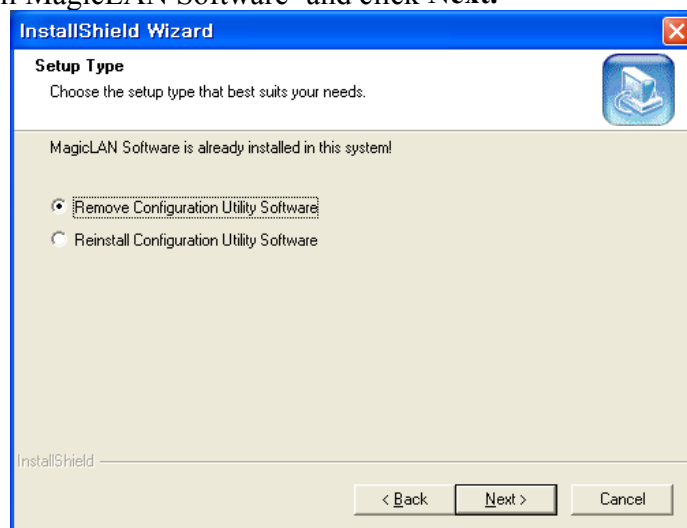 MagicLAN Software and click Next.
InstallShield Wizard
Setup Type
Choose the setup type that best suits your needs.
MagicLAN Software is already installed in this system!
Remove Configuration Utility Software
Reinstall Configuration Utility Software
InstallShield
< Back Next > Cancel